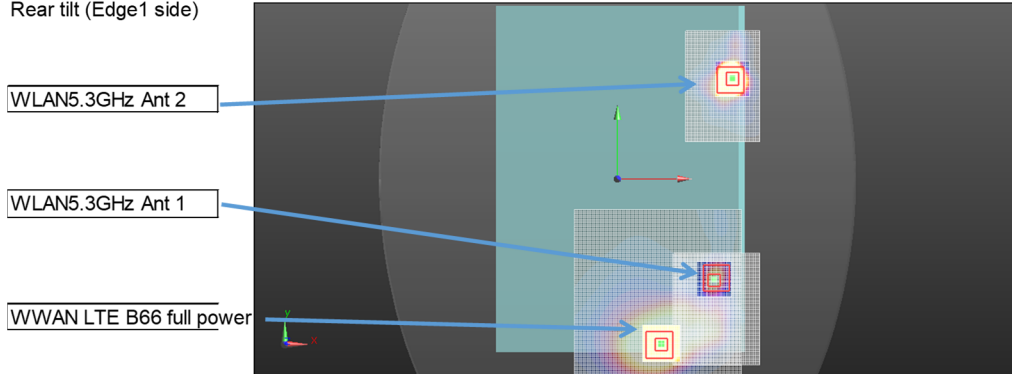 Rear tilt (Edge1 side)
WLAN5.3GHz Ant 2
WLAN5.3GHz Ant 1
WWAN LTE B66 full power
y
x